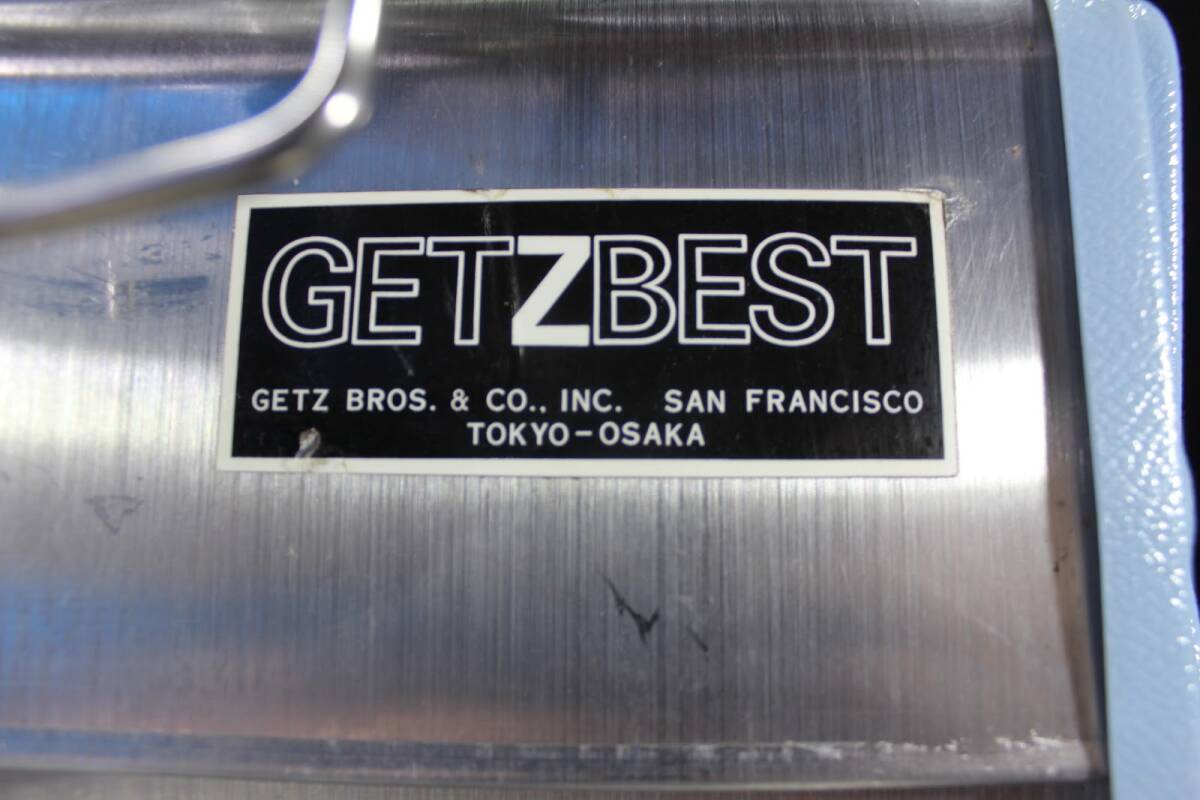 GETZBEST
GETZ BROS. & CO., INC. SAN FRANCISCO
TOKYO-OSAKA